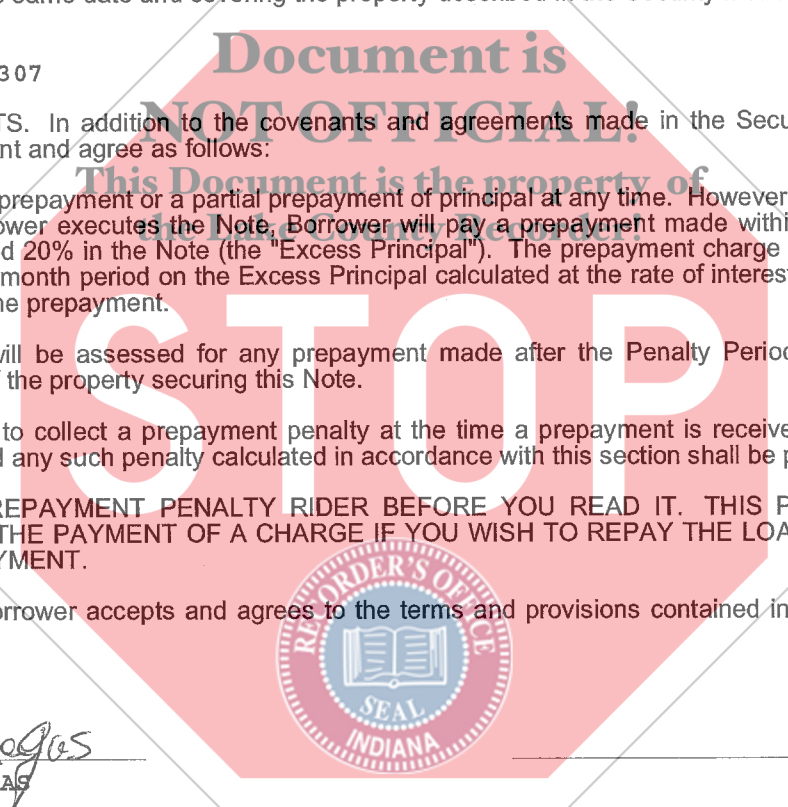 same date and covering the property described in the Security
Document is
307
NOT OFFICIAL!
TS. In addition to the covenants and agreements made in the Secu
nt and agree as follows:
This Document is the property of
prepayment or a partial prepayment of principal at any time. However
the Lake County Recorder!
ower executes the Note, Borrower will pay a prepayment made withi
d 20% in the Note (the "Excess Principal"). The prepayment charge
month period on the Excess Principal calculated at the rate of interest
ne prepayment.
STOP
vill be assessed for any prepayment made after the Penalty Period
f the property securing this Note.
to collect a prepayment penalty at the time a prepayment is receive
d any such penalty calculated in accordance with this section shall be p
REPAYMENT PENALTY RIDER BEFORE YOU READ IT. THIS P
THE PAYMENT OF A CHARGE IF YOU WISH TO REPAY THE LOA
YMENT.
orrower accepts and agrees to the terms and provisions contained in
RECORDER'S OFFICE
SEAL
INDIANA
AS